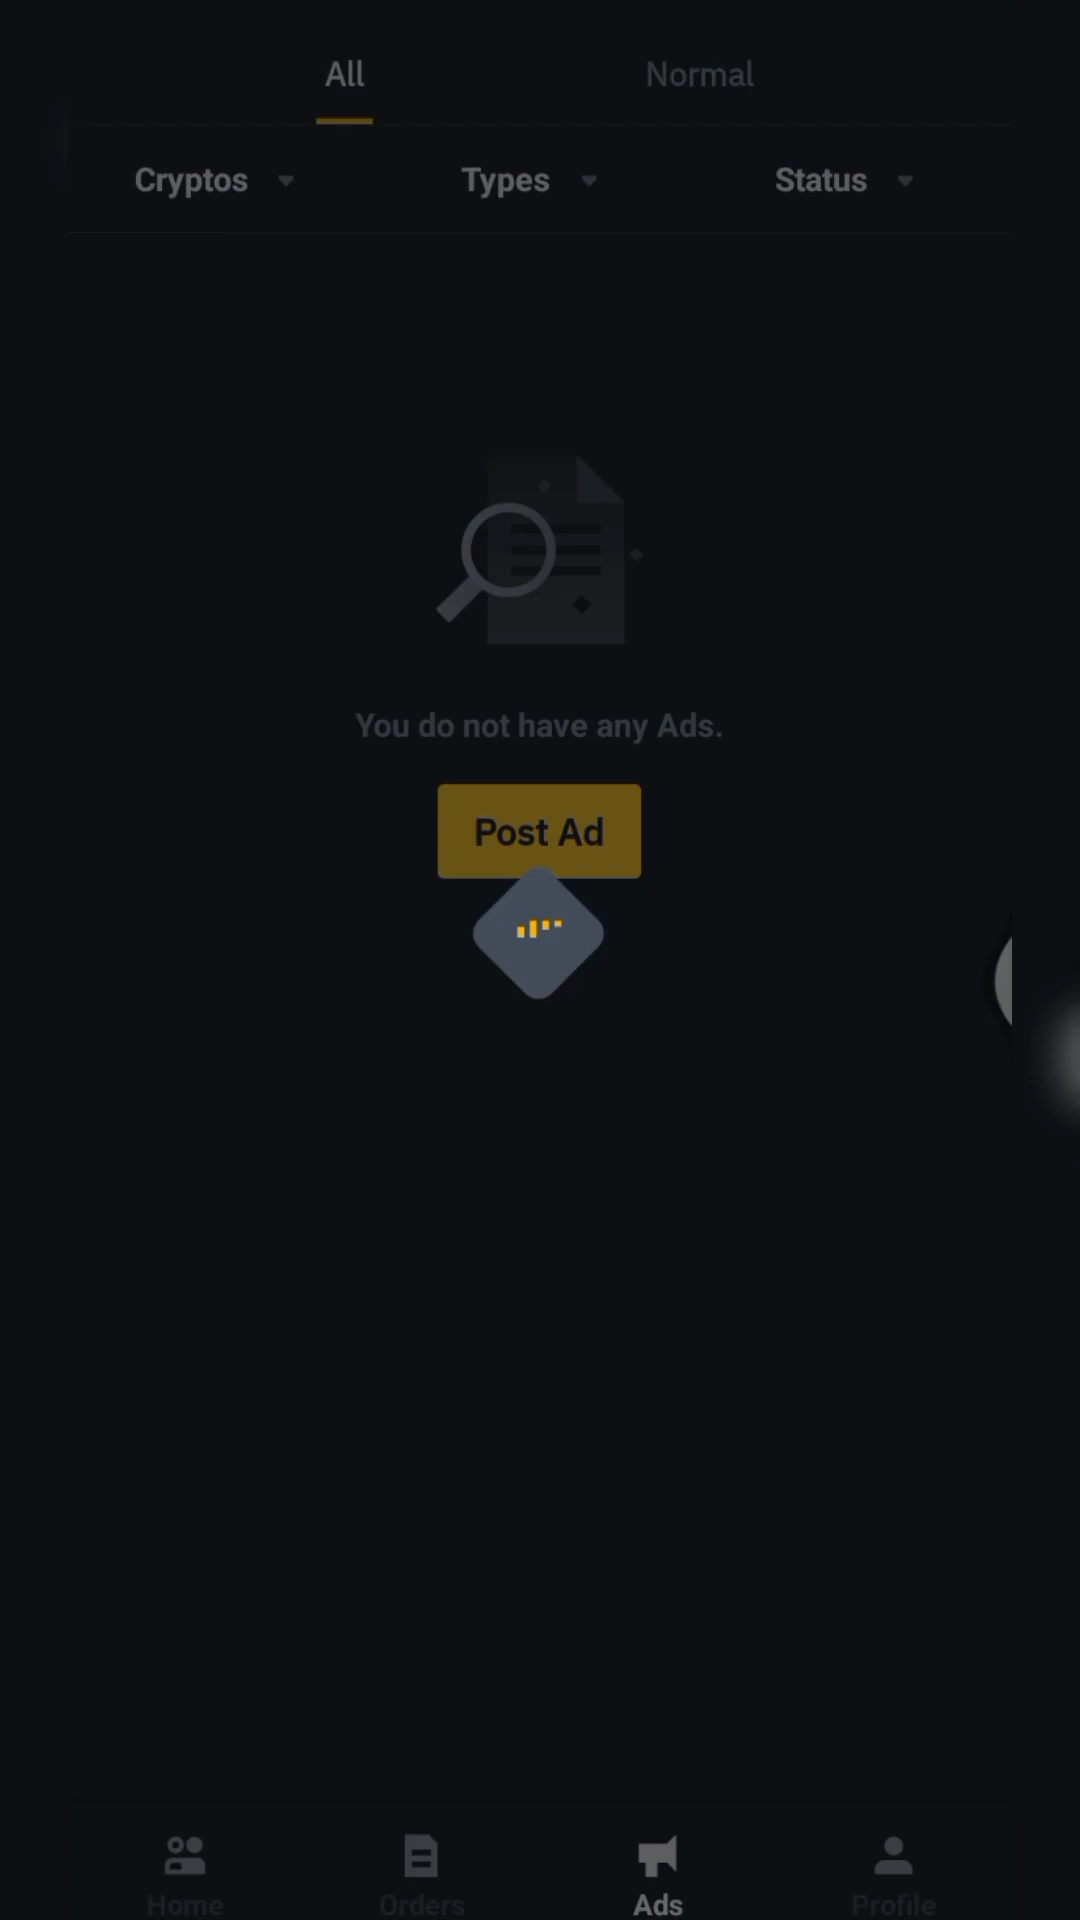 All Normal
Cryptos Types Status
You do not have any Ads.
Post Ad
Home Orders Ads Profile